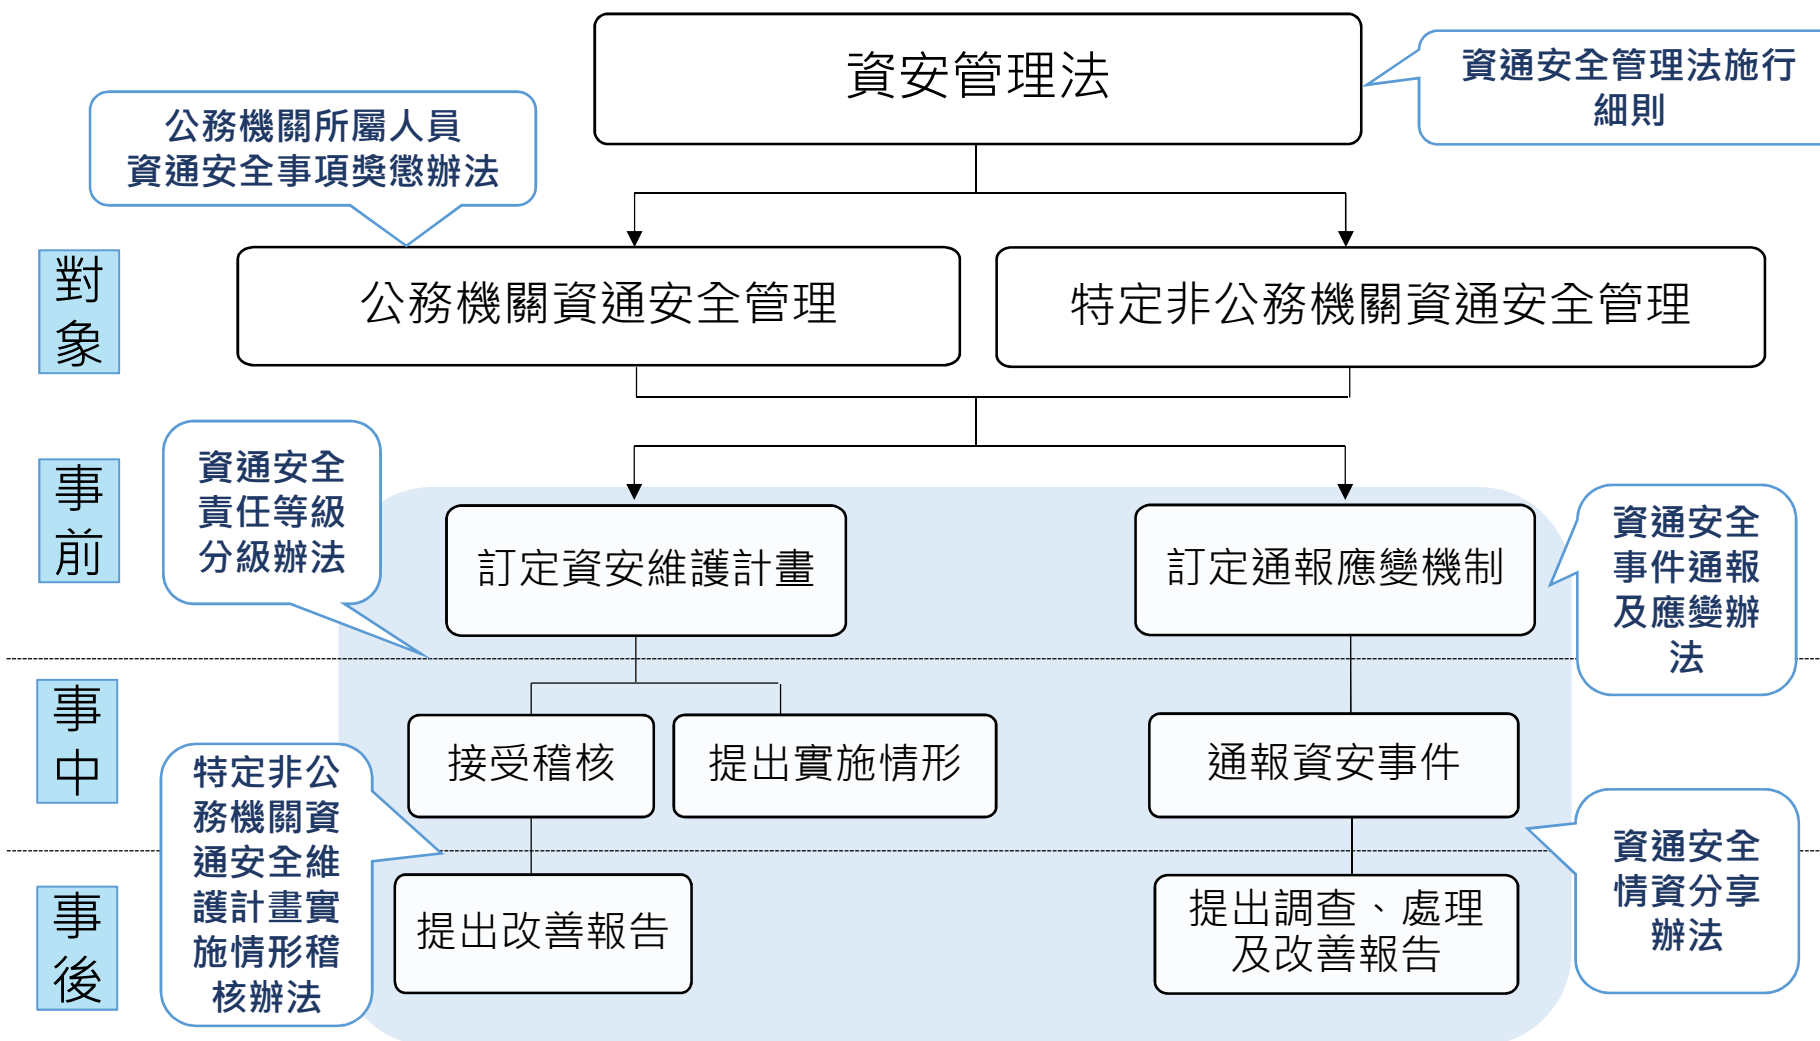 資安管理法
資通安全管理法施行
細則
公務機關所屬人員
資通安全事項獎懲辦法
對
象
公務機關資通安全管理
特定非公務機關資通安全管理
事
前
資通安全
責任等級
分級辦法
訂定資安維護計畫
訂定通報應變機制
資通安全
事件通報
及應變辦
法
事
中
接受稽核
提出實施情形
通報資安事件
特定非公
務機關資
通安全維
護計畫實
施情形稽
核辦法
資通安全
情資分享
辦法
事
後
提出改善報告
提出調查、處理
及改善報告